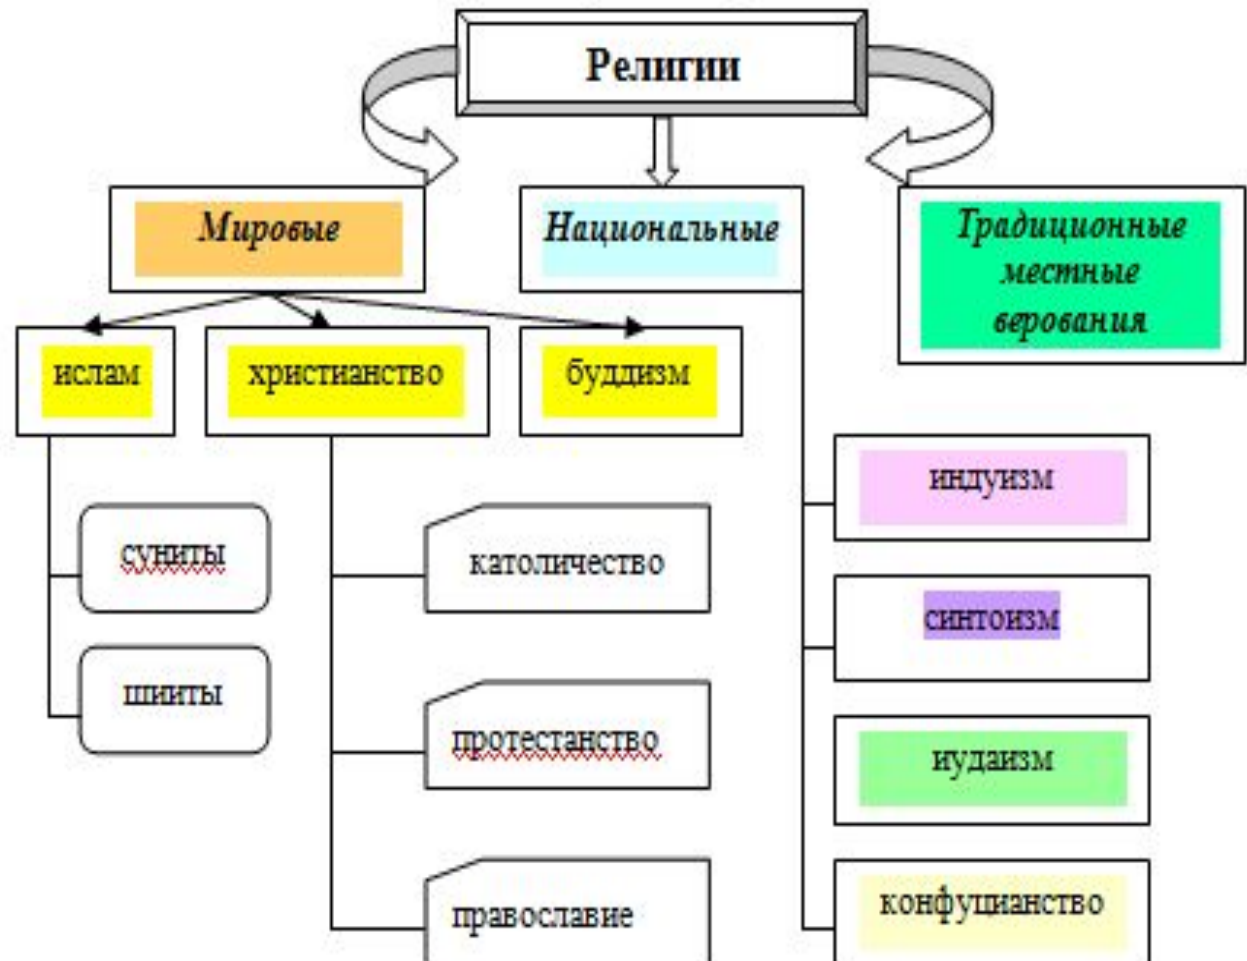 Религии
Мировые
Национальные
Традиционные
местные
верования
ислам
христианство
буддизм
суниты
шииты
католичество
протестанство
православие
индуизм
синтоизм
иудаизм
конфуцианство